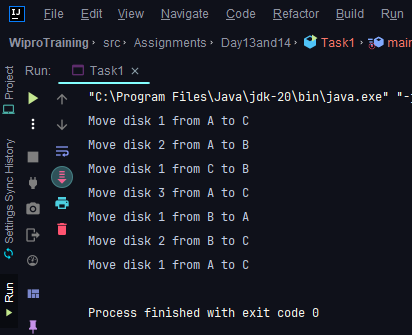 IJ File Edit View Navigate Code Refactor Build Run
WiproTraining › src › Assignments › Day13and14 › Task1 › main
Run: Task1 ×
Project
Settings Sync History
Run
"C:\Program Files\Java\jdk-20\bin\java.exe" "-j
Move disk 1 from A to C
Move disk 2 from A to B
Move disk 1 from C to B
Move disk 3 from A to C
Move disk 1 from B to A
Move disk 2 from B to C
Move disk 1 from A to C
Process finished with exit code 0